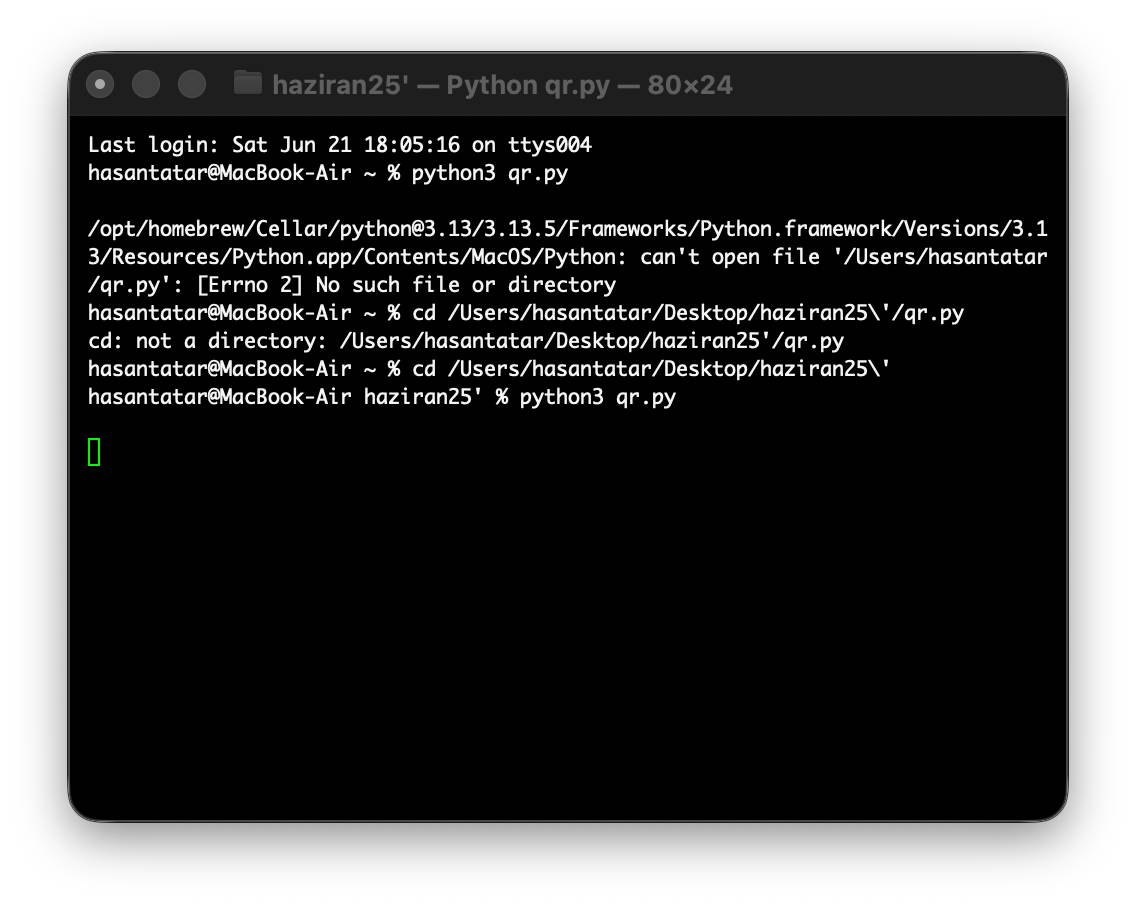 haziran25' — Python qr.py — 80×24
Last login: Sat Jun 21 18:05:16 on ttys004
hasantatar@MacBook-Air ~ % python3 qr.py
/opt/homebrew/Cellar/python@3.13/3.13.5/Frameworks/Python.framework/Versions/3.1
3/Resources/Python.app/Contents/MacOS/Python: can't open file '/Users/hasantatar
/qr.py': [Errno 2] No such file or directory
hasantatar@MacBook-Air ~ % cd /Users/hasantatar/Desktop/haziran25\'/qr.py
cd: not a directory: /Users/hasantatar/Desktop/haziran25'/qr.py
hasantatar@MacBook-Air ~ % cd /Users/hasantatar/Desktop/haziran25\'
hasantatar@MacBook-Air haziran25' % python3 qr.py